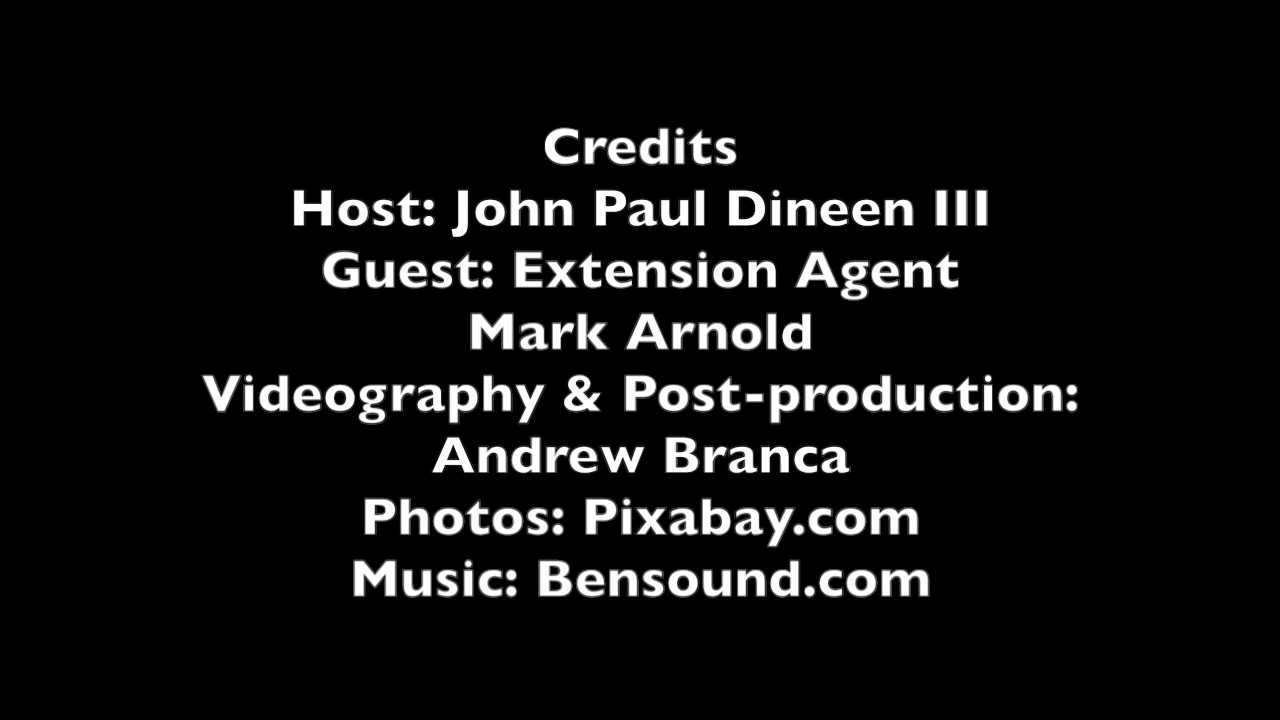 Credits
Host: John Paul Dineen III
Guest: Extension Agent
Mark Arnold
Videography & Post-production:
Andrew Branca
Photos: Pixabay.com
Music: Bensound.com